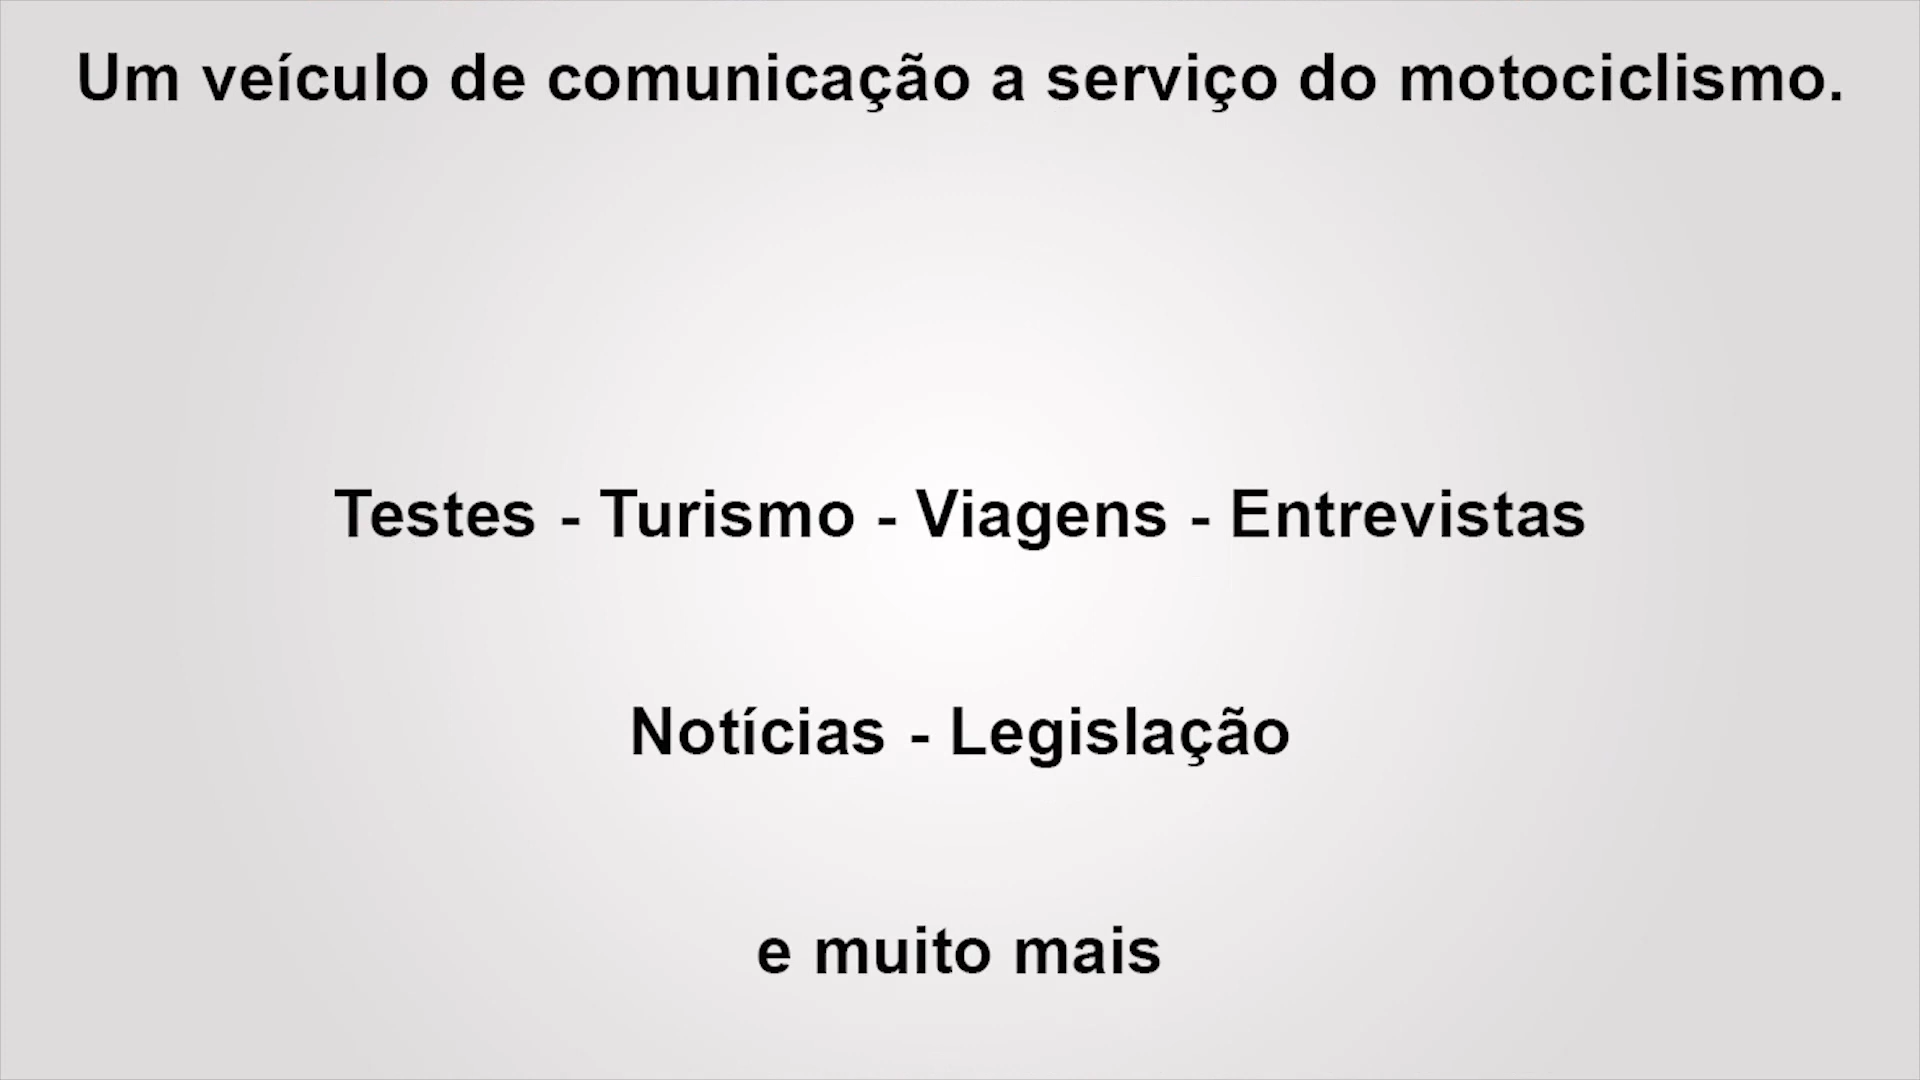 Um veículo de comunicação a serviço do motociclismo.
Testes - Turismo - Viagens - Entrevistas
Notícias - Legislação
e muito mais